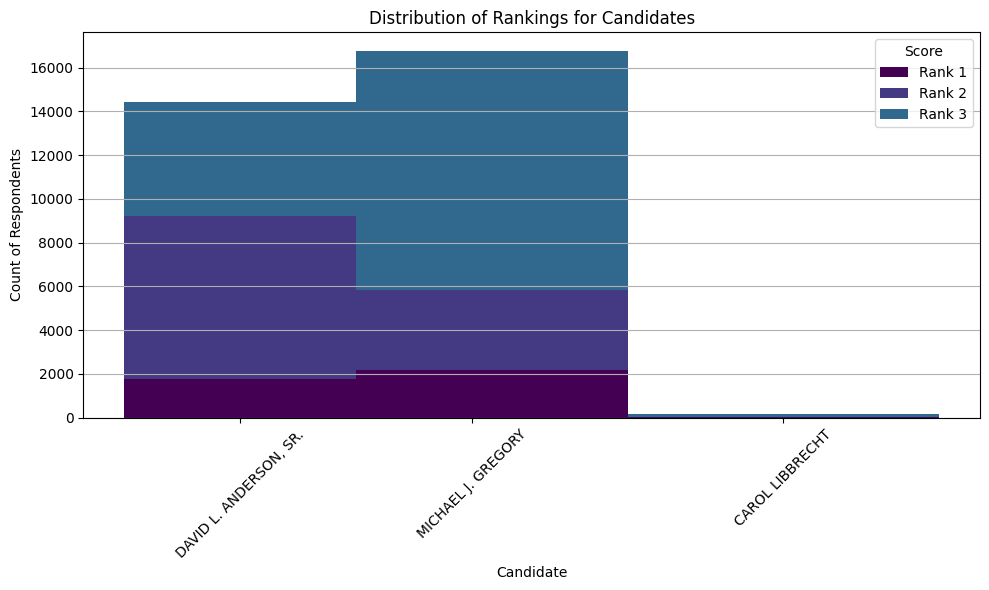 Distribution of Rankings for Candidates
Score
Rank 1
Rank 2
Rank 3
Count of Respondents
16000
14000
12000
10000
8000
6000
4000
2000
0
DAVID L. ANDERSON, SR.
MICHAEL J. GREGORY
CAROL LIBBRECHT
Candidate